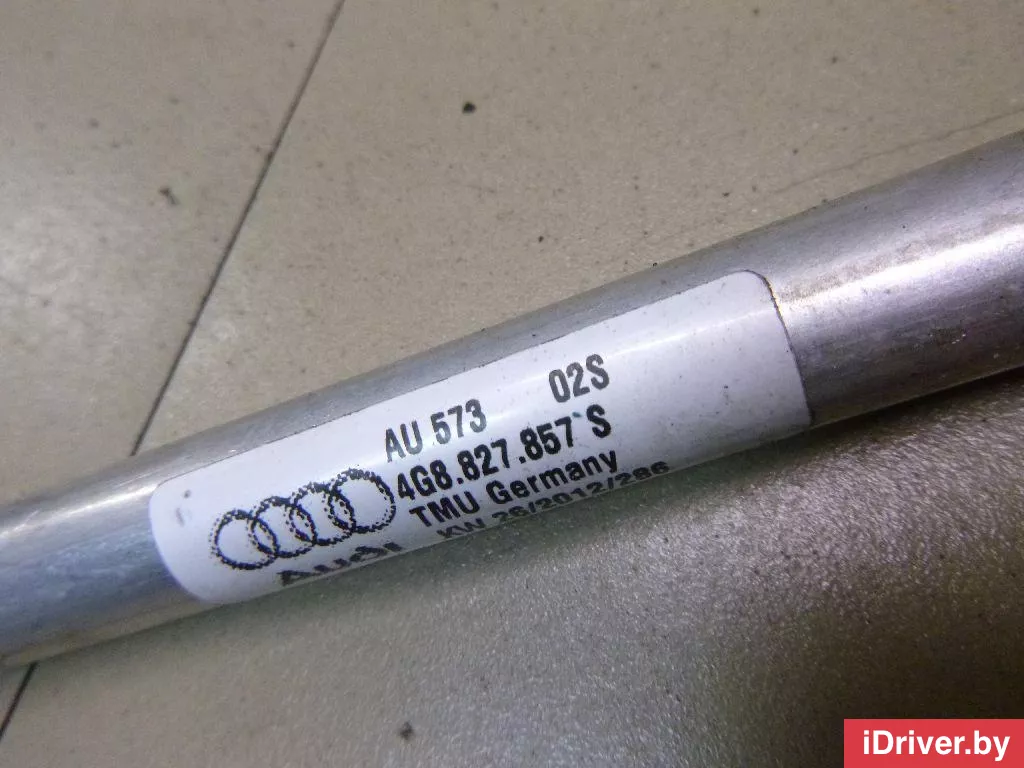 AU 573 02S
4G8.827.857 S
TMU Germany
KW 26/2012/286
Audi
iDriver.by